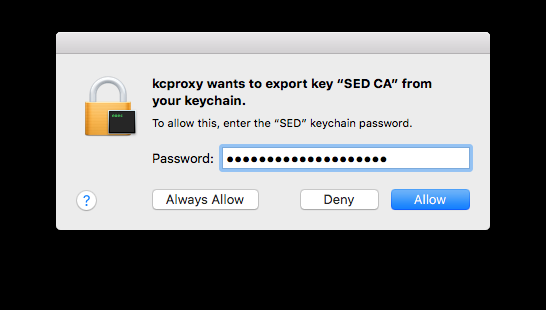 kcproxy wants to export key “SED CA” from
your keychain.
To allow this, enter the “SED” keychain password.
Password: ●●●●●●●●●●●●●●●●●●●●
? Always Allow Deny Allow